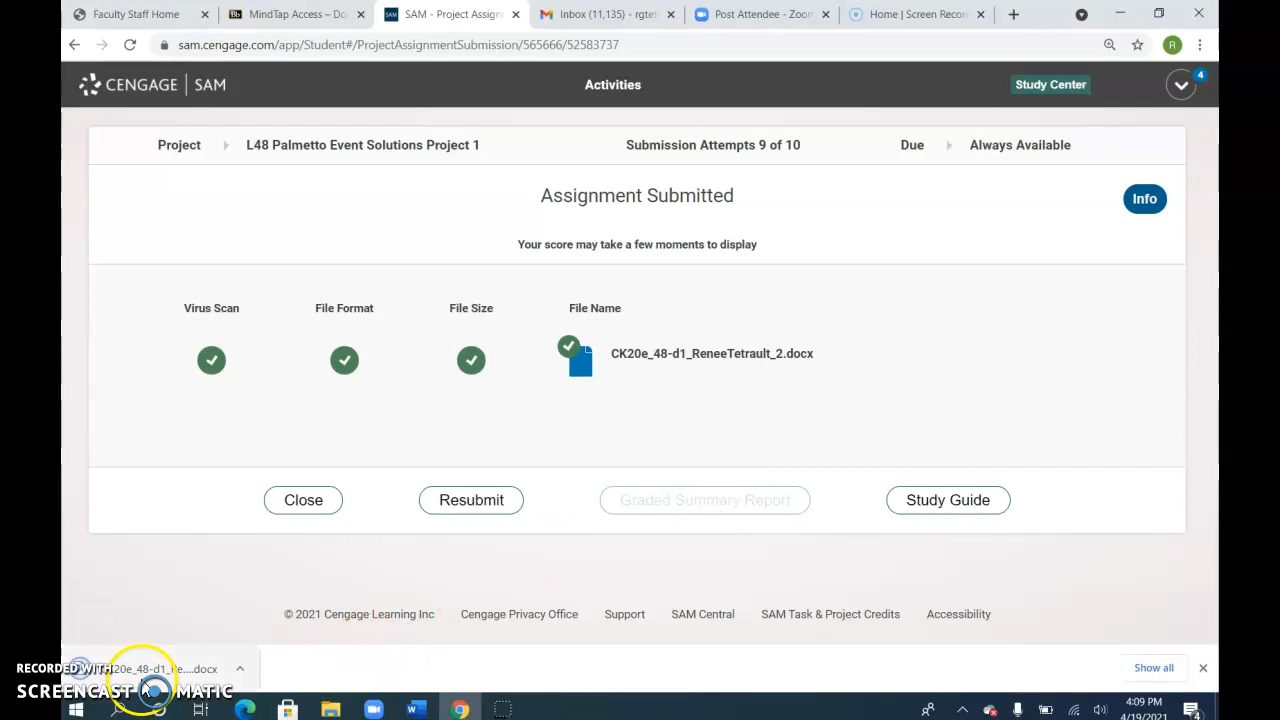 Faculty Staff Home
MindTap Access – Do
SAM - Project Assign
Inbox (11,135) - rgtes
Post Attendee - Zoom
Home | Screen Recor
sam.cengage.com/app/Student#/ProjectAssignmentSubmission/565666/52583737
R
CENGAGE | SAM
Activities
Study Center
4
Project
L48 Palmetto Event Solutions Project 1
Submission Attempts 9 of 10
Due
Always Available
Assignment Submitted
Info
Your score may take a few moments to display
Virus Scan
File Format
File Size
File Name
CK20e_48-d1_ReneeTetrault_2.docx
Close
Resubmit
Graded Summary Report
Study Guide
© 2021 Cengage Learning Inc
Cengage Privacy Office
Support
SAM Central
SAM Task & Project Credits
Accessibility
RECORDED WITH
20e_48-d1_Re....docx
Show all
SCREENCAST MATIC
4:09 PM
4/19/2021
4